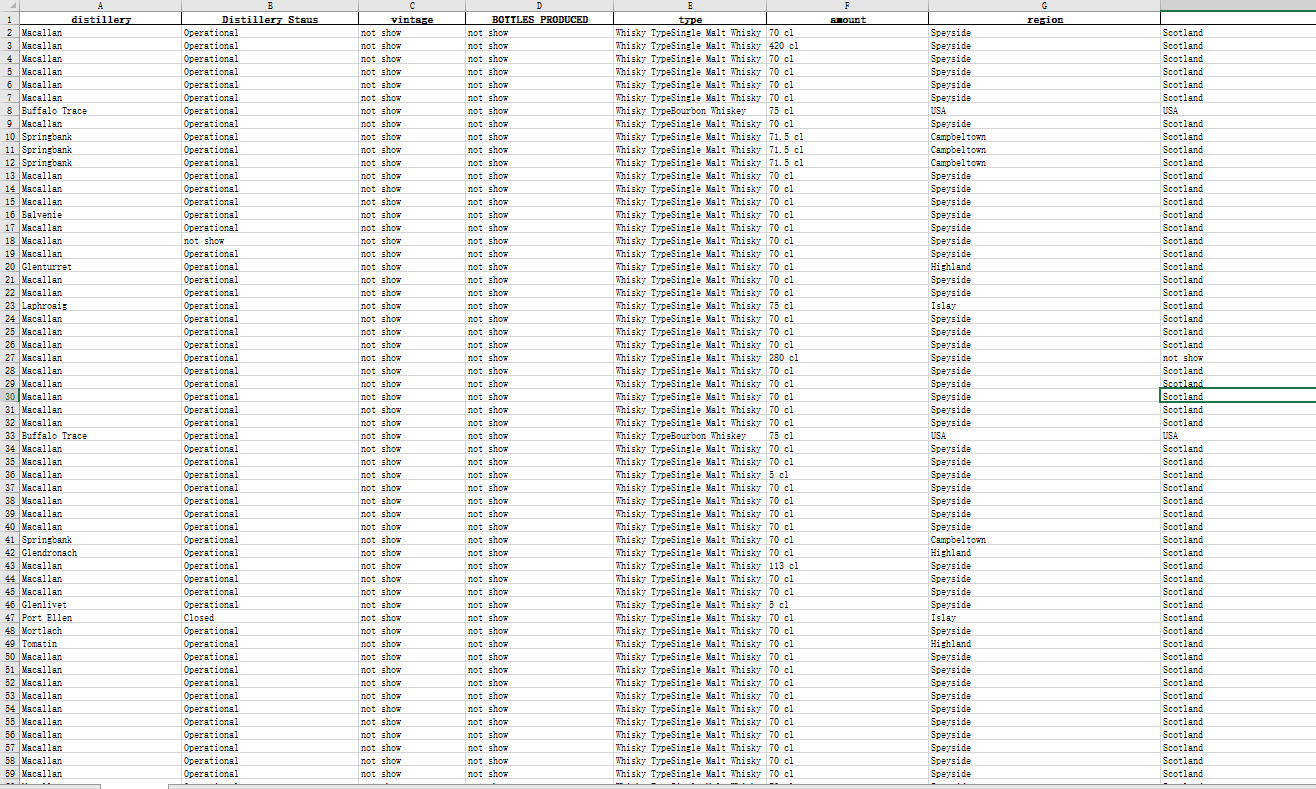 A B C D E F G
1 distillery Distillery Staus vintage BOTTLES PRODUCED type amount region
2 Macallan Operational not show not show Whisky TypeSingle Malt Whisky 70 cl Speyside Scotland
3 Macallan Operational not show not show Whisky TypeSingle Malt Whisky 420 cl Speyside Scotland
4 Macallan Operational not show not show Whisky TypeSingle Malt Whisky 70 cl Speyside Scotland
5 Macallan Operational not show not show Whisky TypeSingle Malt Whisky 70 cl Speyside Scotland
6 Macallan Operational not show not show Whisky TypeSingle Malt Whisky 70 cl Speyside Scotland
7 Macallan Operational not show not show Whisky TypeSingle Malt Whisky 70 cl Speyside Scotland
8 Buffalo Trace Operational not show not show Whisky TypeBourbon Whiskey 75 cl USA USA
9 Macallan Operational not show not show Whisky TypeSingle Malt Whisky 70 cl Speyside Scotland
10 Springbank Operational not show not show Whisky TypeSingle Malt Whisky 71.5 cl Campbeltown Scotland
11 Springbank Operational not show not show Whisky TypeSingle Malt Whisky 71.5 cl Campbeltown Scotland
12 Springbank Operational not show not show Whisky TypeSingle Malt Whisky 71.5 cl Campbeltown Scotland
13 Macallan Operational not show not show Whisky TypeSingle Malt Whisky 70 cl Speyside Scotland
14 Macallan Operational not show not show Whisky TypeSingle Malt Whisky 70 cl Speyside Scotland
15 Macallan Operational not show not show Whisky TypeSingle Malt Whisky 70 cl Speyside Scotland
16 Balvenie Operational not show not show Whisky TypeSingle Malt Whisky 70 cl Speyside Scotland
17 Macallan Operational not show not show Whisky TypeSingle Malt Whisky 70 cl Speyside Scotland
18 Macallan not show not show not show Whisky TypeSingle Malt Whisky 70 cl Speyside Scotland
19 Macallan Operational not show not show Whisky TypeSingle Malt Whisky 70 cl Speyside Scotland
20 Glenturret Operational not show not show Whisky TypeSingle Malt Whisky 70 cl Highland Scotland
21 Macallan Operational not show not show Whisky TypeSingle Malt Whisky 70 cl Speyside Scotland
22 Macallan Operational not show not show Whisky TypeSingle Malt Whisky 70 cl Speyside Scotland
23 Laphroaig Operational not show not show Whisky TypeSingle Malt Whisky 75 cl Islay Scotland
24 Macallan Operational not show not show Whisky TypeSingle Malt Whisky 70 cl Speyside Scotland
25 Macallan Operational not show not show Whisky TypeSingle Malt Whisky 70 cl Speyside Scotland
26 Macallan Operational not show not show Whisky TypeSingle Malt Whisky 70 cl Speyside Scotland
27 Macallan Operational not show not show Whisky TypeSingle Malt Whisky 280 cl Speyside not show
28 Macallan Operational not show not show Whisky TypeSingle Malt Whisky 70 cl Speyside Scotland
29 Macallan Operational not show not show Whisky TypeSingle Malt Whisky 70 cl Speyside Scotland
30 Macallan Operational not show not show Whisky TypeSingle Malt Whisky 70 cl Speyside Scotland
31 Macallan Operational not show not show Whisky TypeSingle Malt Whisky 70 cl Speyside Scotland
32 Macallan Operational not show not show Whisky TypeSingle Malt Whisky 70 cl Speyside Scotland
33 Buffalo Trace Operational not show not show Whisky TypeBourbon Whiskey 75 cl USA USA
34 Macallan Operational not show not show Whisky TypeSingle Malt Whisky 70 cl Speyside Scotland
35 Macallan Operational not show not show Whisky TypeSingle Malt Whisky 70 cl Speyside Scotland
36 Macallan Operational not show not show Whisky TypeSingle Malt Whisky 5 cl Speyside Scotland
37 Macallan Operational not show not show Whisky TypeSingle Malt Whisky 70 cl Speyside Scotland
38 Macallan Operational not show not show Whisky TypeSingle Malt Whisky 70 cl Speyside Scotland
39 Macallan Operational not show not show Whisky TypeSingle Malt Whisky 70 cl Speyside Scotland
40 Macallan Operational not show not show Whisky TypeSingle Malt Whisky 70 cl Speyside Scotland
41 Springbank Operational not show not show Whisky TypeSingle Malt Whisky 70 cl Campbeltown Scotland
42 Glendronach Operational not show not show Whisky TypeSingle Malt Whisky 70 cl Highland Scotland
43 Macallan Operational not show not show Whisky TypeSingle Malt Whisky 113 cl Speyside Scotland
44 Macallan Operational not show not show Whisky TypeSingle Malt Whisky 70 cl Speyside Scotland
45 Macallan Operational not show not show Whisky TypeSingle Malt Whisky 70 cl Speyside Scotland
46 Glenlivet Operational not show not show Whisky TypeSingle Malt Whisky 5 cl Speyside Scotland
47 Port Ellen Closed not show not show Whisky TypeSingle Malt Whisky 70 cl Islay Scotland
48 Mortlach Operational not show not show Whisky TypeSingle Malt Whisky 70 cl Speyside Scotland
49 Tomatin Operational not show not show Whisky TypeSingle Malt Whisky 70 cl Highland Scotland
50 Macallan Operational not show not show Whisky TypeSingle Malt Whisky 70 cl Speyside Scotland
51 Macallan Operational not show not show Whisky TypeSingle Malt Whisky 70 cl Speyside Scotland
52 Macallan Operational not show not show Whisky TypeSingle Malt Whisky 70 cl Speyside Scotland
53 Macallan Operational not show not show Whisky TypeSingle Malt Whisky 70 cl Speyside Scotland
54 Macallan Operational not show not show Whisky TypeSingle Malt Whisky 70 cl Speyside Scotland
55 Macallan Operational not show not show Whisky TypeSingle Malt Whisky 70 cl Speyside Scotland
56 Macallan Operational not show not show Whisky TypeSingle Malt Whisky 70 cl Speyside Scotland
57 Macallan Operational not show not show Whisky TypeSingle Malt Whisky 70 cl Speyside Scotland
58 Macallan Operational not show not show Whisky TypeSingle Malt Whisky 70 cl Speyside Scotland
59 Macallan Operational not show not show Whisky TypeSingle Malt Whisky 70 cl Speyside Scotland